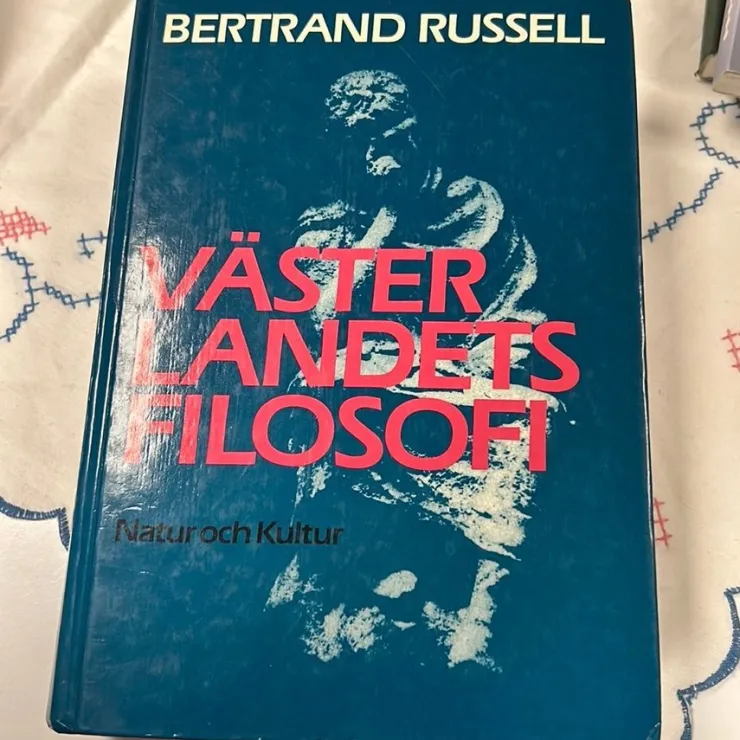 BERTRAND RUSSELL
VÄSTER
LANDETS
FILOSOFI
Natur och Kultur